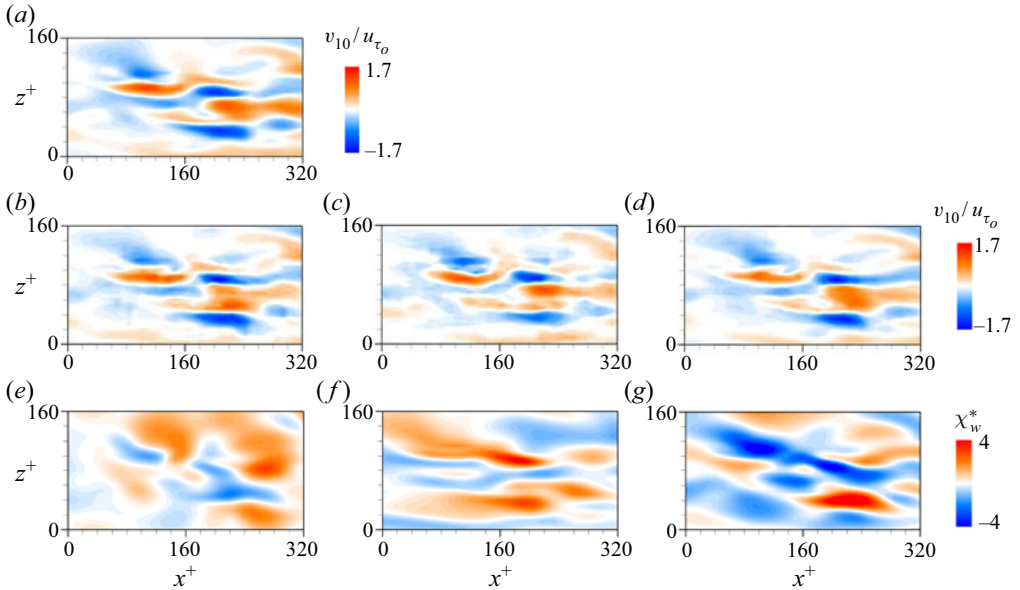 (a)
160
z+
0
0 160 320
v10/uτo
1.7
–1.7
(b) (c) (d)
160 160 160
z+
0 0 0
0 160 320 0 160 320 0 160 320
v10/uτo
1.7
–1.7
(e) (f) (g)
160 160 160
z+
0 0 0
0 160 320 0 160 320 0 160 320
x+ x+ x+
χ*w
4
–4